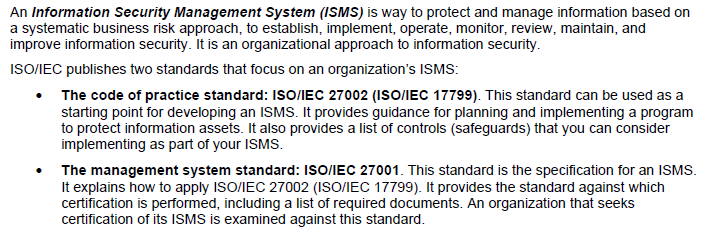 An Information Security Management System (ISMS) is way to protect and manage information based on
a systematic business risk approach, to establish, implement, operate, monitor, review, maintain, and
improve information security. It is an organizational approach to information security.
ISO/IEC publishes two standards that focus on an organization's ISMS:
• The code of practice standard: ISO/IEC 27002 (ISO/IEC 17799). This standard can be used as a
starting point for developing an ISMS. It provides guidance for planning and implementing a program
to protect information assets. It also provides a list of controls (safeguards) that you can consider
implementing as part of your ISMS.
• The management system standard: ISO/IEC 27001. This standard is the specification for an ISMS.
It explains how to apply ISO/IEC 27002 (ISO/IEC 17799). It provides the standard against which
certification is performed, including a list of required documents. An organization that seeks
certification of its ISMS is examined against this standard.